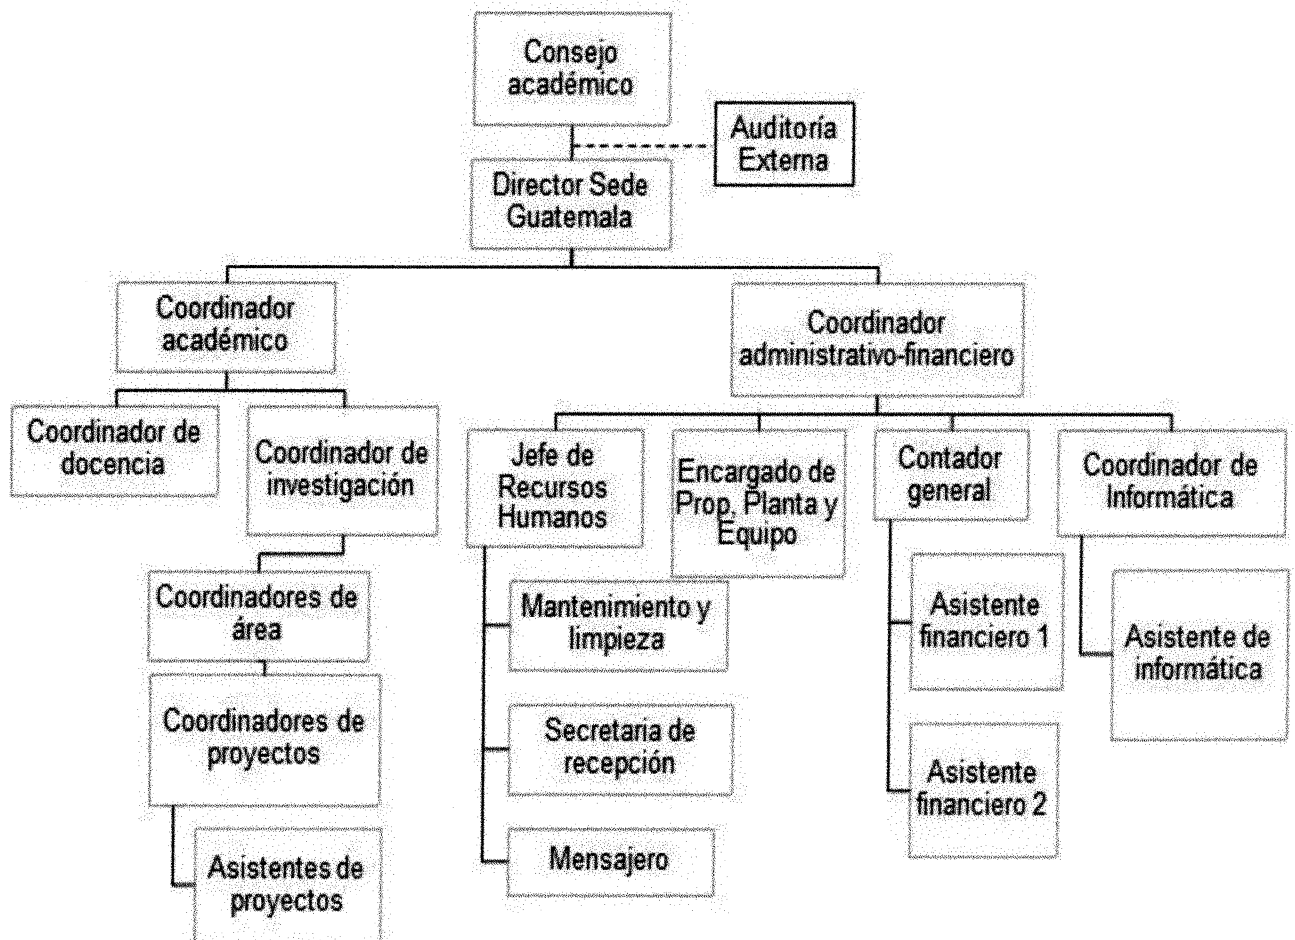 Consejo
académico
Auditoría
Externa
Director Sede
Guatemala
Coordinador
académico
Coordinador
administrativo-financiero
Coordinador de
docencia
Coordinador de
investigación
Jefe de
Recursos
Humanos
Encargado de
Prop, Planta y
Equipo
Contador
general
Coordinador de
Informática
Coordinadores de
área
Mantenimiento y
limpieza
Asistente
financiero 1
Asistente de
informática
Coordinadores de
proyectos
Secretaria de
recepción
Asistente
financiero 2
Asistentes de
proyectos
Mensajero